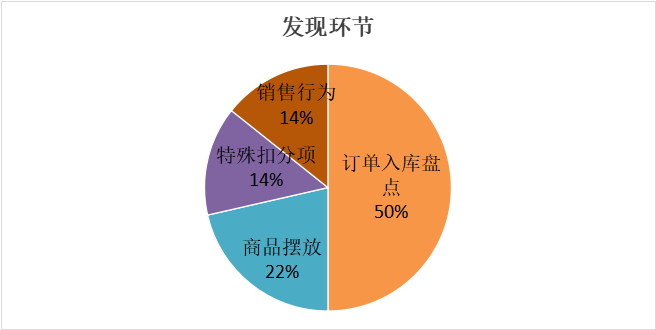 发现环节
销售行为
14%
订单入库盘
点
50%
特殊扣分项
14%
商品摆放
22%